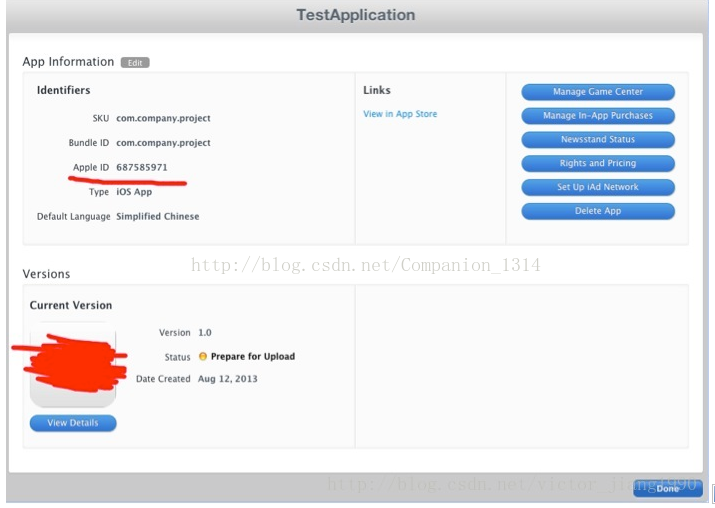 TestApplication
App Information Edit
Identifiers
SKU com.company.project
Bundle ID com.company.project
Apple ID 687585971
Type iOS App
Default Language Simplified Chinese
Links
View in App Store
Manage Game Center
Manage In-App Purchases
Newsstand Status
Rights and Pricing
Set Up iAd Network
Delete App
http://blog.csdn.net/Companion_1314
Versions
Current Version
Version 1.0
Status Prepare for Upload
Date Created Aug 12, 2013
View Details
http://blog.csdn.net/victor_jiang1990
Done